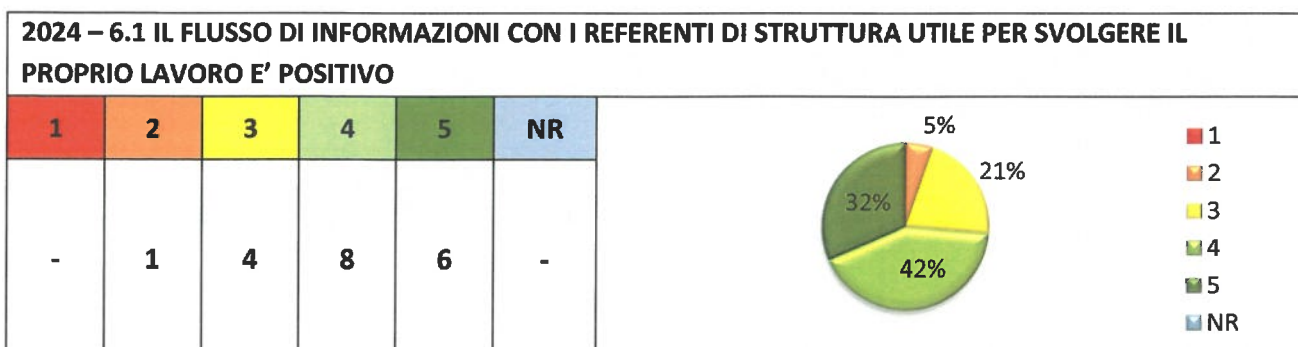 2024 – 6.1 IL FLUSSO DI INFORMAZIONI CON I REFERENTI DI STRUTTURA UTILE PER SVOLGERE IL
PROPRIO LAVORO E' POSITIVO
1 2 3 4 5 NR
- 1 4 8 6 -
5%
21%
32%
42%
1
2
3
4
5
NR